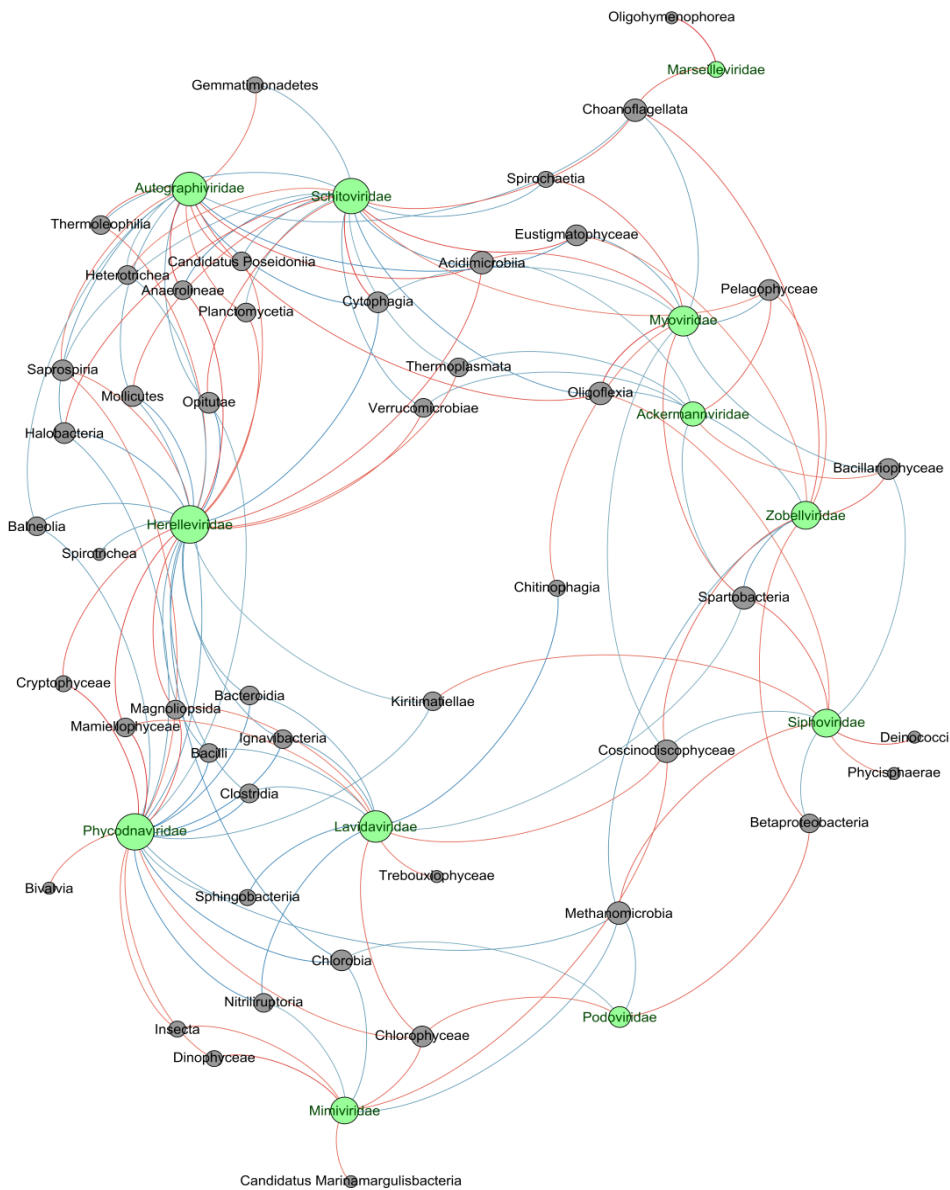 Oligohymenophorea
Marseilleviridae
Gemmatimonadetes
Choanoflagellata
Spirochaetia
Autographiviridae
Schitoviridae
Thermoleophilia
Eustigmatophyceae
Candidatus Poseidoniia
Acidimicrobiia
Heterotrichea
Anaerolineae
Pelagophyceae
Cytophagia
Planctomycetia
Myoviridae
Saprospiria
Thermoplasmata
Mollicutes
Opitutae
Oligoflexia
Verrucomicrobiae
Ackermannviridae
Halobacteria
Bacillariophyceae
Zobellviridae
Balneolia
Herelleviridae
Spirotrichea
Chitinophagia
Spartobacteria
Cryptophyceae
Bacteroidia
Kiritimatiellae
Magnoliopsida
Mamiellophyceae
Siphoviridae
Ignavibacteria
Deinococci
Bacilli
Coscinodiscophyceae
Phycisphaerae
Clostridia
Betaproteobacteria
Phycodnaviridae
Lavidaviridae
Trebouxiophyceae
Bivalvia
Sphingobacteriia
Methanomicrobia
Chlorobia
Nitriliruptoria
Podoviridae
Insecta
Chlorophyceae
Dinophyceae
Mimiviridae
Candidatus Marinamargulisbacteria